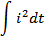 ∫ i²dt